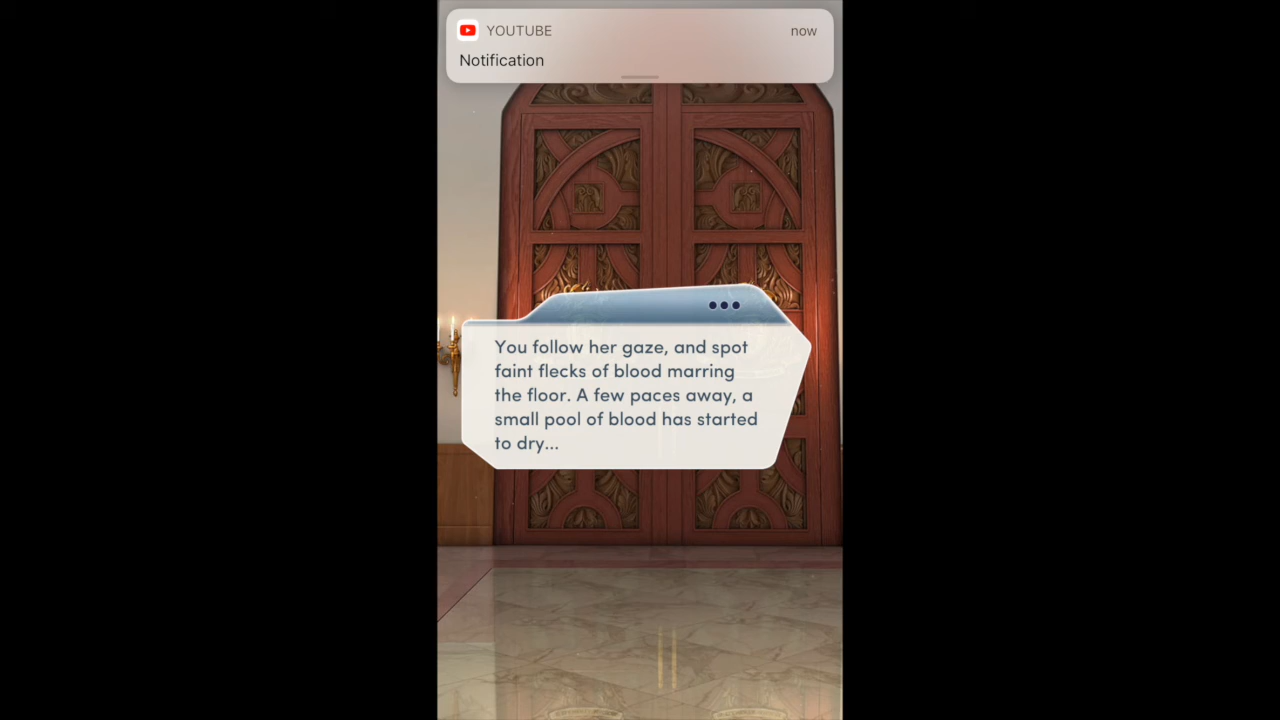 YOUTUBE now
Notification
You follow her gaze, and spot
faint flecks of blood marring
the floor. A few paces away, a
small pool of blood has started
to dry...